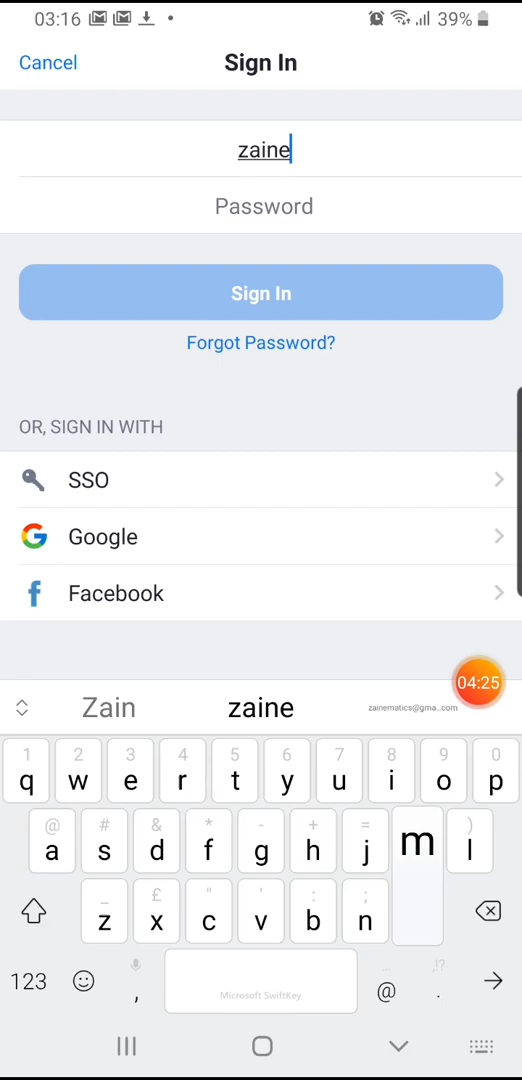 03:16 39%
Cancel Sign In
zaine
Password
Sign In
Forgot Password?
OR, SIGN IN WITH
SSO
Google
Facebook
04:25
Zain zaine zainematics@gma...com
1 2 3 4 5 6 7 8 9 0
q w e r t y u i o p
@ # & * - + = )
a s d f g h j m l
_ £ " ' : ;
z x c v b n
... ,!?
123 , Microsoft SwiftKey @ .